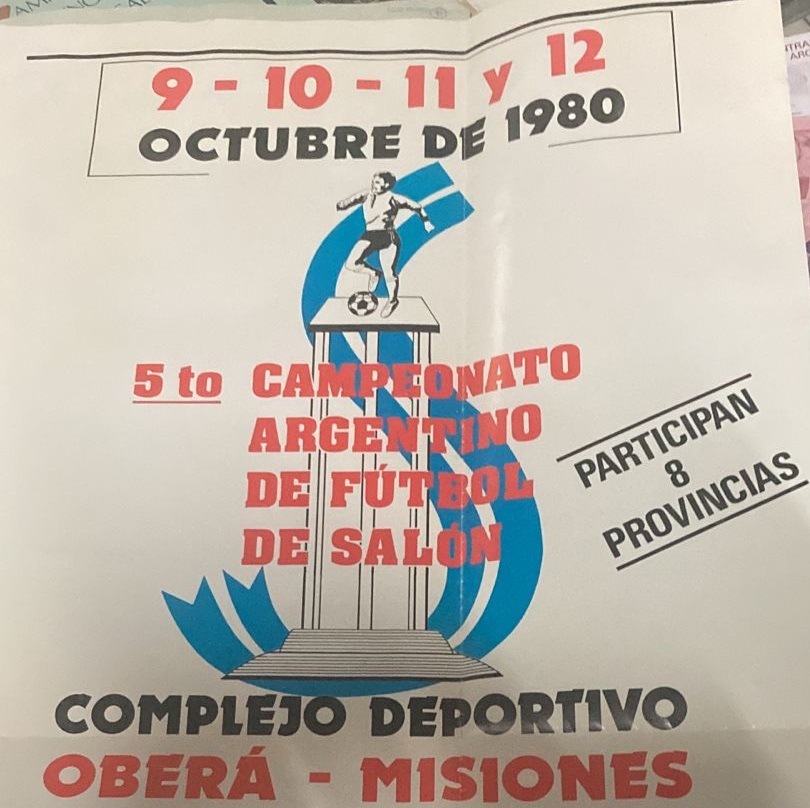 9 - 10 - 11 y 12
OCTUBRE DE 1980
5 to CAMPEONATO
ARGENTINO
DE FÚTBOL
DE SALÓN
PARTICIPAN
8
PROVINCIAS
COMPLEJO DEPORTIVO
OBERÁ - MISIONES